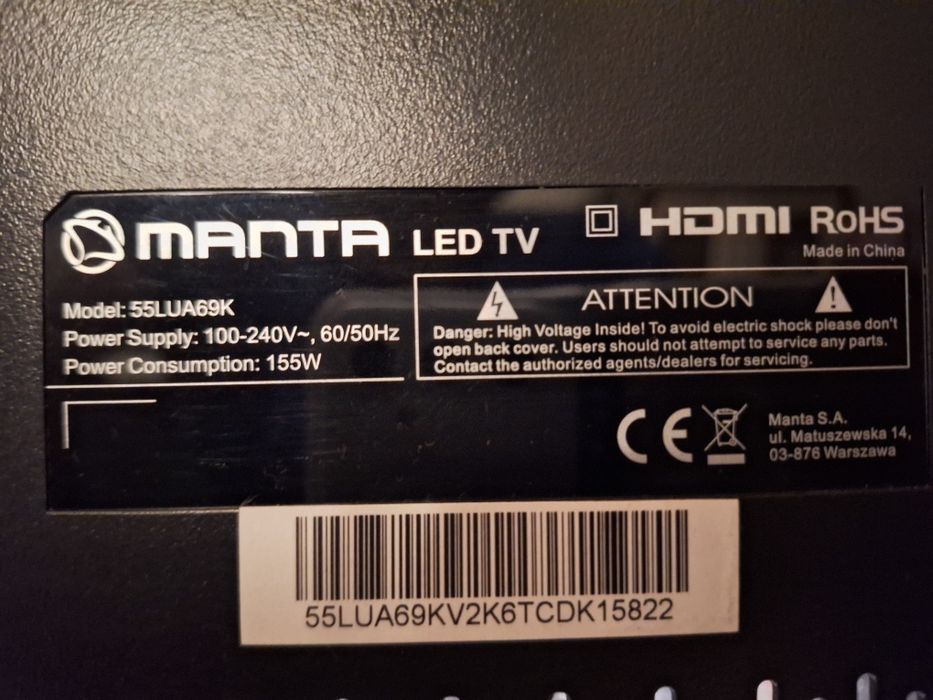 MANTA LED TV
HDMI RoHS
Made in China
Model: 55LUA69K
Power Supply: 100-240V~, 60/50Hz
Power Consumption: 155W
ATTENTION
Danger: High Voltage Inside! To avoid electric shock please don't
open back cover. Users should not attempt to service any parts.
Contact the authorized agents/dealers for servicing.
CE
Manta S.A.
ul. Matuszewska 14,
03-876 Warszawa
55LUA69KV2K6TCDK15822